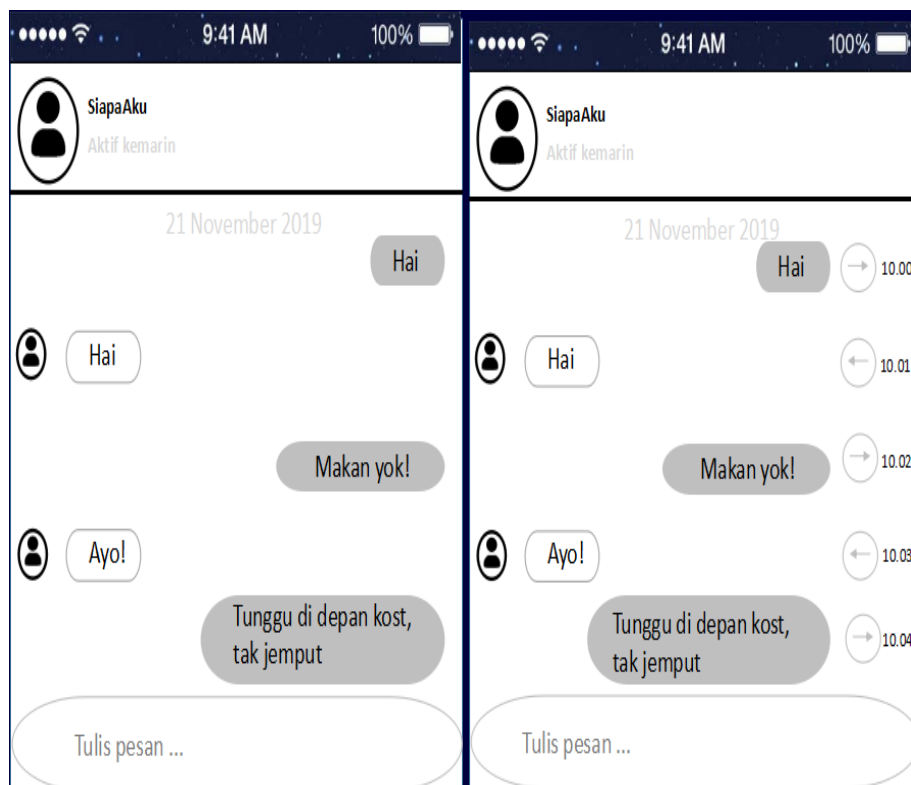 9:41 AM 100%
SiapaAku
Aktif kemarin
21 November 2019
Hai
Hai
Makan yok!
Ayo!
Tunggu di depan kost,
tak jemput
Tulis pesan ...
9:41 AM 100%
SiapaAku
Aktif kemarin
21 November 2019
Hai 10.00
Hai 10.01
Makan yok! 10.02
Ayo! 10.03
Tunggu di depan kost,
tak jemput 10.04
Tulis pesan ...